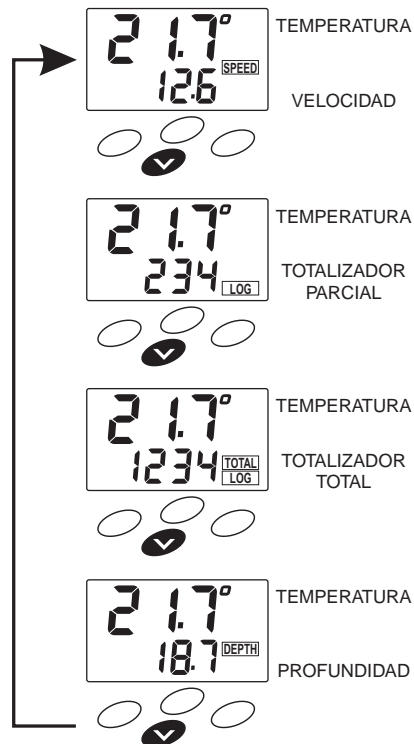 21.7° TEMPERATURA
SPEED
12.6
VELOCIDAD
21.7° TEMPERATURA
234 LOG
TOTALIZADOR
PARCIAL
21.7° TEMPERATURA
1234 TOTAL
LOG
TOTALIZADOR
TOTAL
21.7° TEMPERATURA
18.7 DEPTH
PROFUNDIDAD